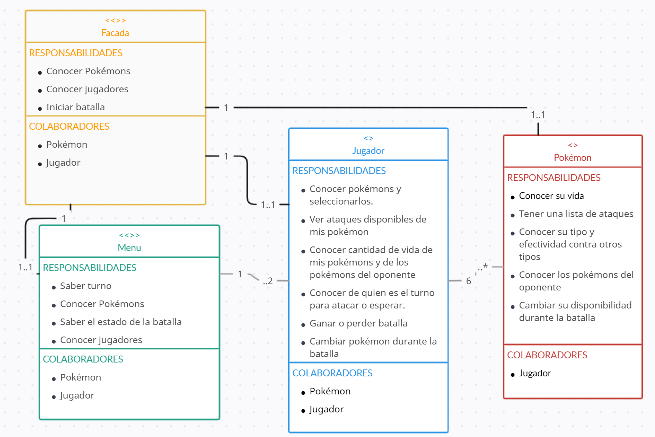 <<>>
Facada
RESPONSABILIDADES
Conocer Pokémons
Conocer jugadores
Iniciar batalla
COLABORADORES
Pokémon
Jugador
1
1
1..1
1..1
1
1..1
<<>>
Menu
RESPONSABILIDADES
Saber turno
Conocer Pokémons
Saber el estado de la batalla
Conocer jugadores
COLABORADORES
Pokémon
Jugador
1
..2
<>
Jugador
RESPONSABILIDADES
Conocer pokémons y
seleccionarlos.
Ver ataques disponibles de
mis pokémon
Conocer cantidad de vida de
mis pokémons y de los
pokémons del oponente
Conocer de quien es el turno
para atacar o esperar.
Ganar o perder batalla
Cambiar pokémon durante la
batalla
COLABORADORES
Pokémon
Jugador
6
..*
<>
Pokémon
RESPONSABILIDADES
Conocer su vida
Tener una lista de ataques
Conocer su tipo y
efectividad contra otros
tipos
Conocer los pokémons del
oponente
Cambiar su disponibilidad
durante la batalla
COLABORADORES
Jugador